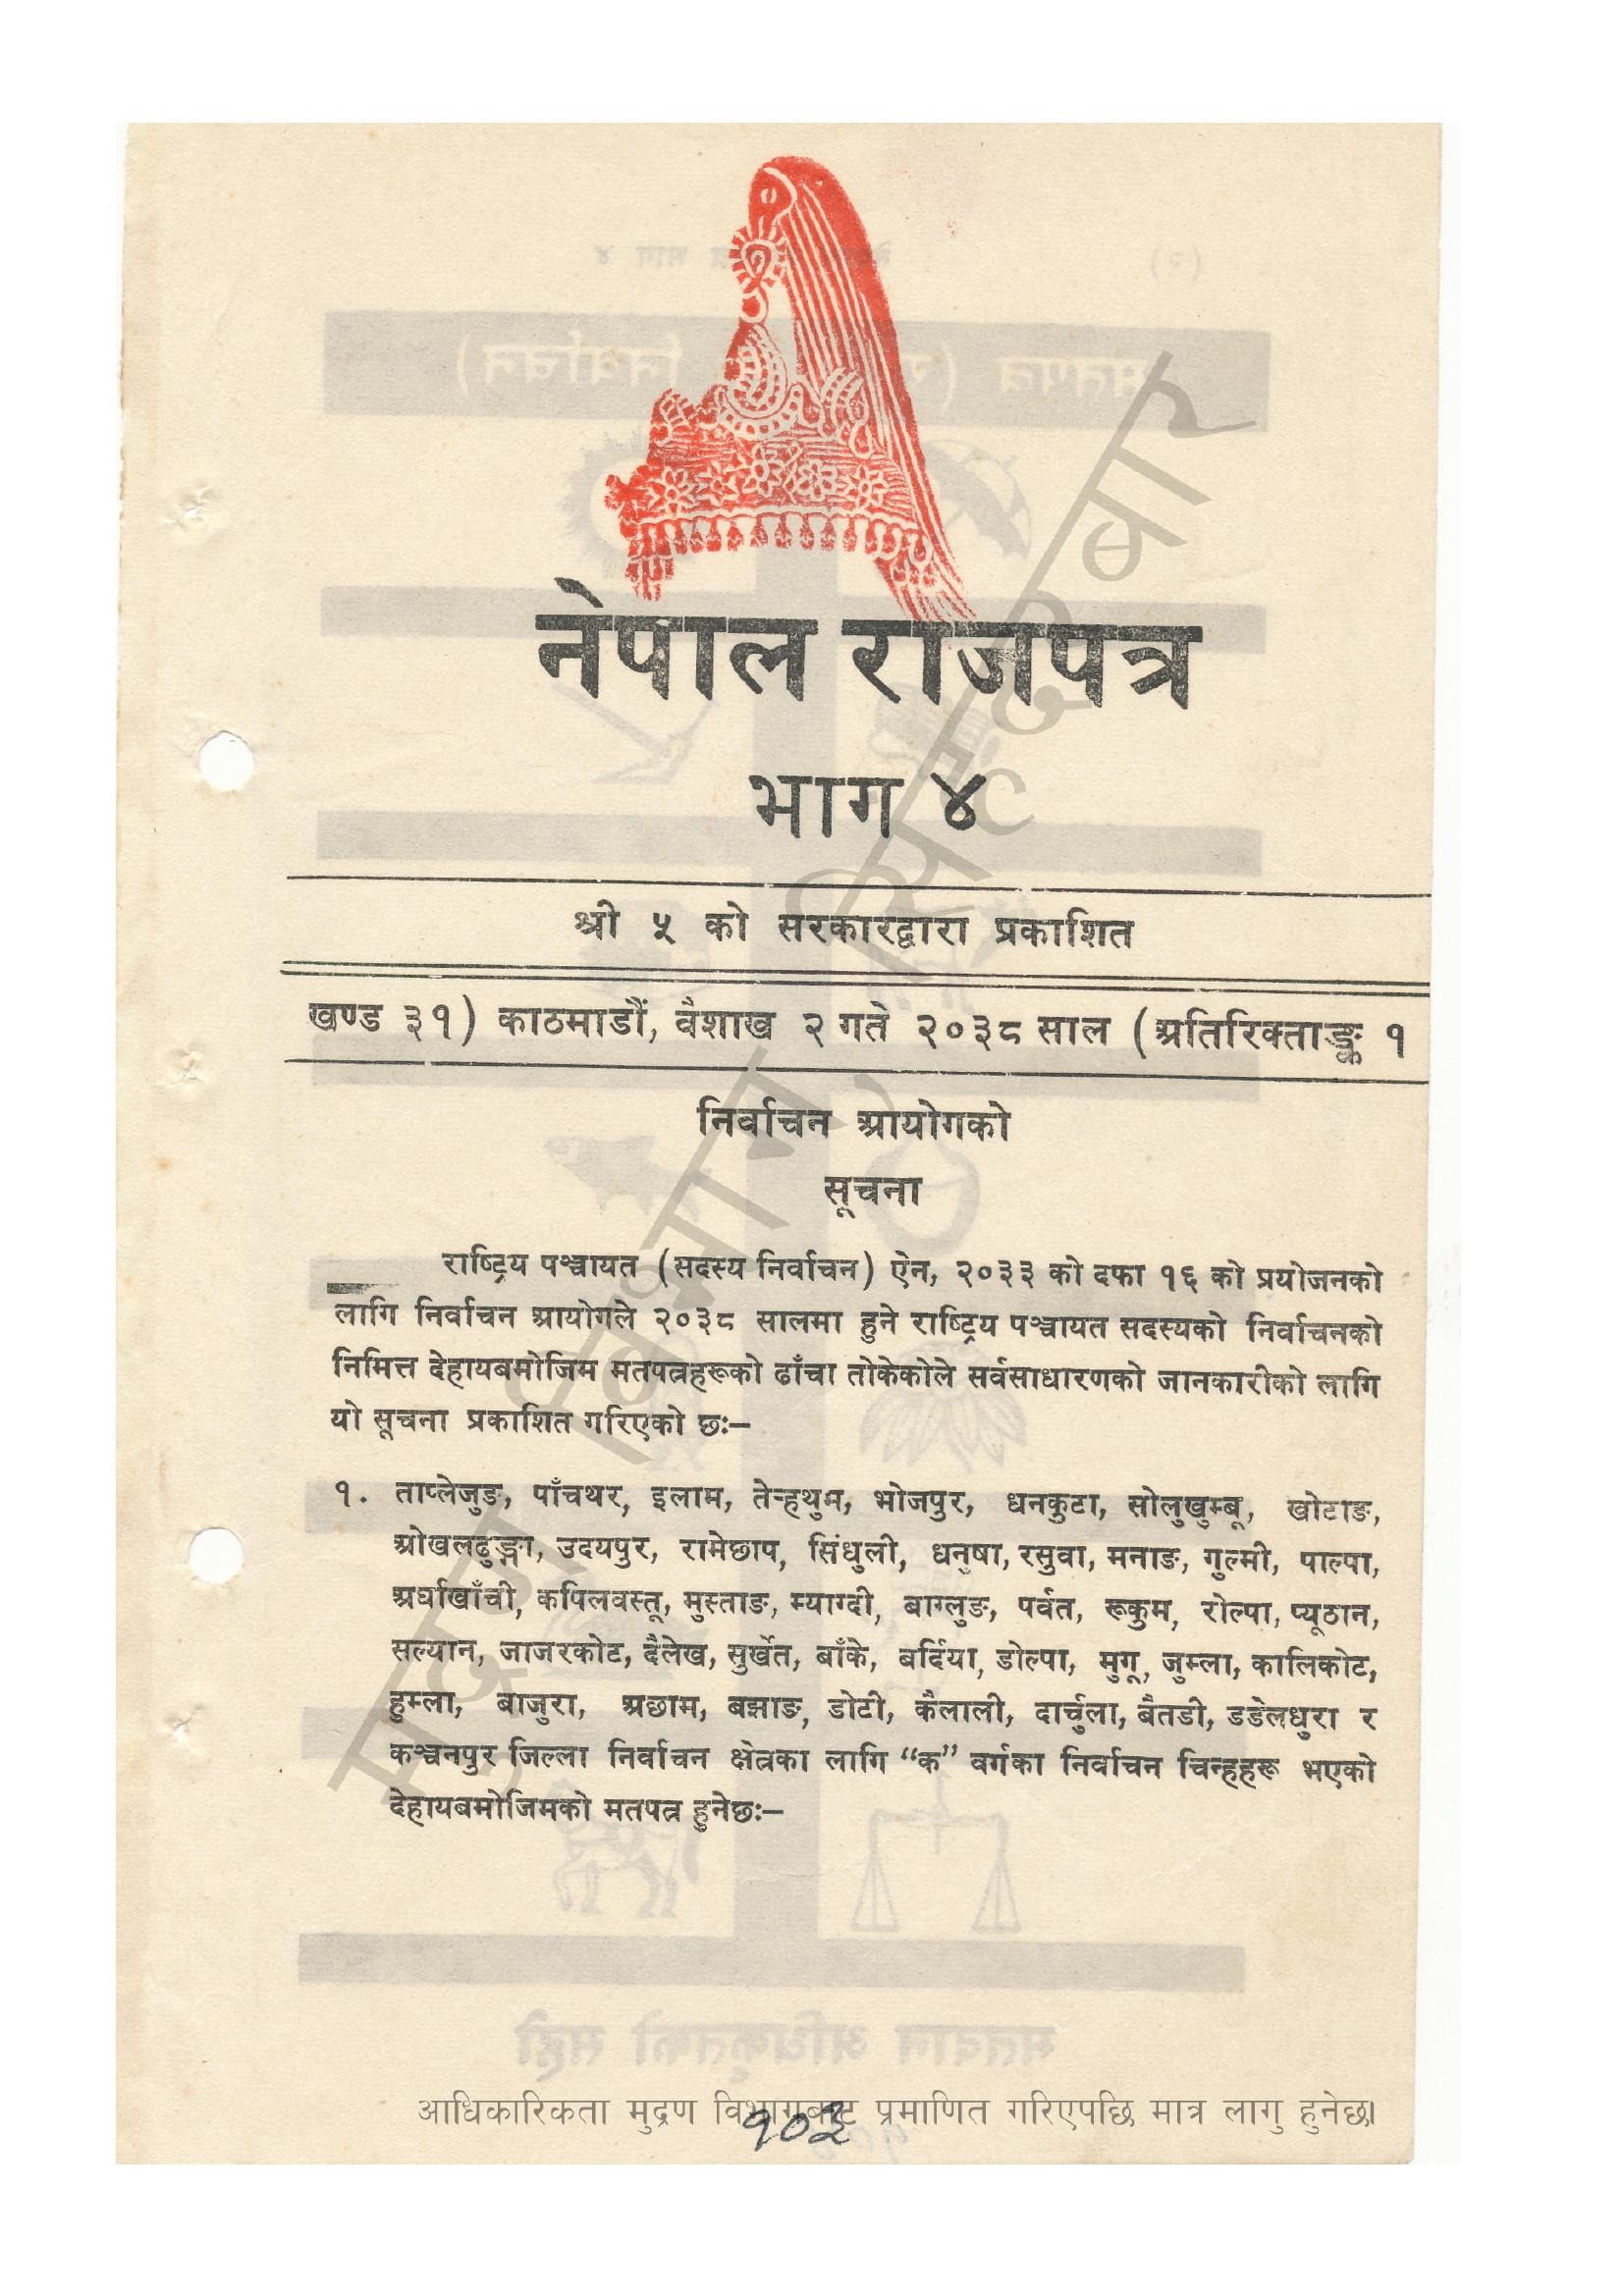 नेपाल राजपत्र
भाग ४
श्री ५ को सरकारद्वारा प्रकाशित
खण्ड ३१) काठमाडौं, वैशाख २ गते २०३८ साल (अतिरिक्ताङ्क १
निर्वाचन आयोगको
सूचना
राष्ट्रिय पञ्चायत (सदस्य निर्वाचन) ऐन, २०३३ को दफा १६ को प्रयोजनको
लागि निर्वाचन आयोगले २०३८ सालमा हुने राष्ट्रिय पञ्चायत सदस्यको निर्वाचनको
निमित्त देहायबमोजिम मतपत्रहरूको ढाँचा तोकेकोले सर्वसाधारणको जानकारीको लागि
यो सूचना प्रकाशित गरिएको छः–
१. ताप्लेजुङ, पाँचथर, इलाम, तेर्‍हथुम, भोजपुर, धनकुटा, सोलुखुम्बू, खोटाङ,
ओखलढुङ्गा, उदयपुर, रामेछाप, सिंधुली, धनुषा, रसुवा, मनाङ, गुल्मी, पाल्पा,
अर्घाखाँची, कपिलवस्तू, मुस्ताङ, म्याग्दी, बाग्लुङ, पर्वत, रूकुम, रोल्पा, प्यूठान,
सल्यान, जाजरकोट, दैलेख, सुर्खेत, बाँके, बर्दिया, डोल्पा, मुगू, जुम्ला, कालिकोट,
हुम्ला, बाजुरा, अछाम, बझाङ, डोटी, कैलाली, दार्चुला, बैतडी, डडेलधुरा र
कञ्चनपुर जिल्ला निर्वाचन क्षेत्रका लागि “क” वर्गका निर्वाचन चिन्हहरू भएको
देहायबमोजिमको मतपत्र हुनेछः–
मुद्रण विभाग, सिंहदरवार
आधिकारिकता मुद्रण विभागबाट प्रमाणित गरिएपछि मात्र लागु हुनेछ।
१०३